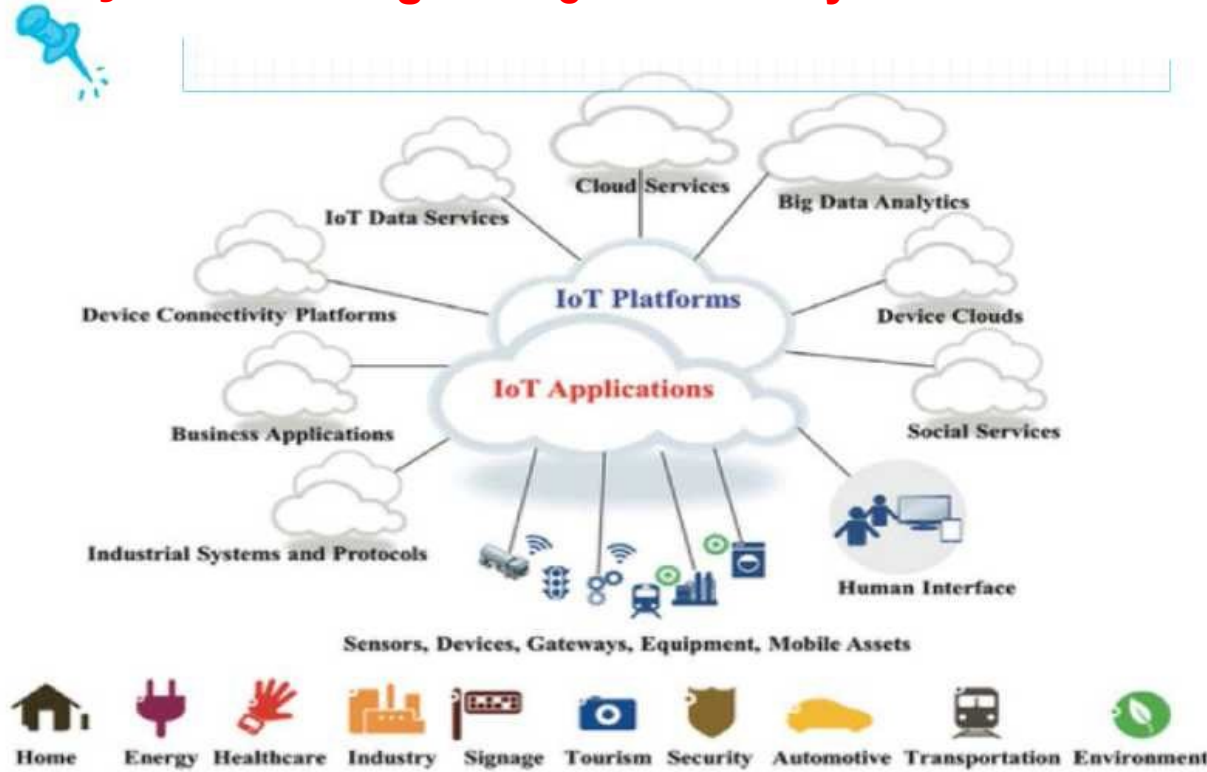 Cloud Services
Big Data Analytics
IoT Data Services
IoT Platforms
Device Connectivity Platforms
Device Clouds
IoT Applications
Business Applications
Social Services
Industrial Systems and Protocols
Human Interface
Sensors, Devices, Gateways, Equipment, Mobile Assets
Home Energy Healthcare Industry Signage Tourism Security Automotive Transportation Environment